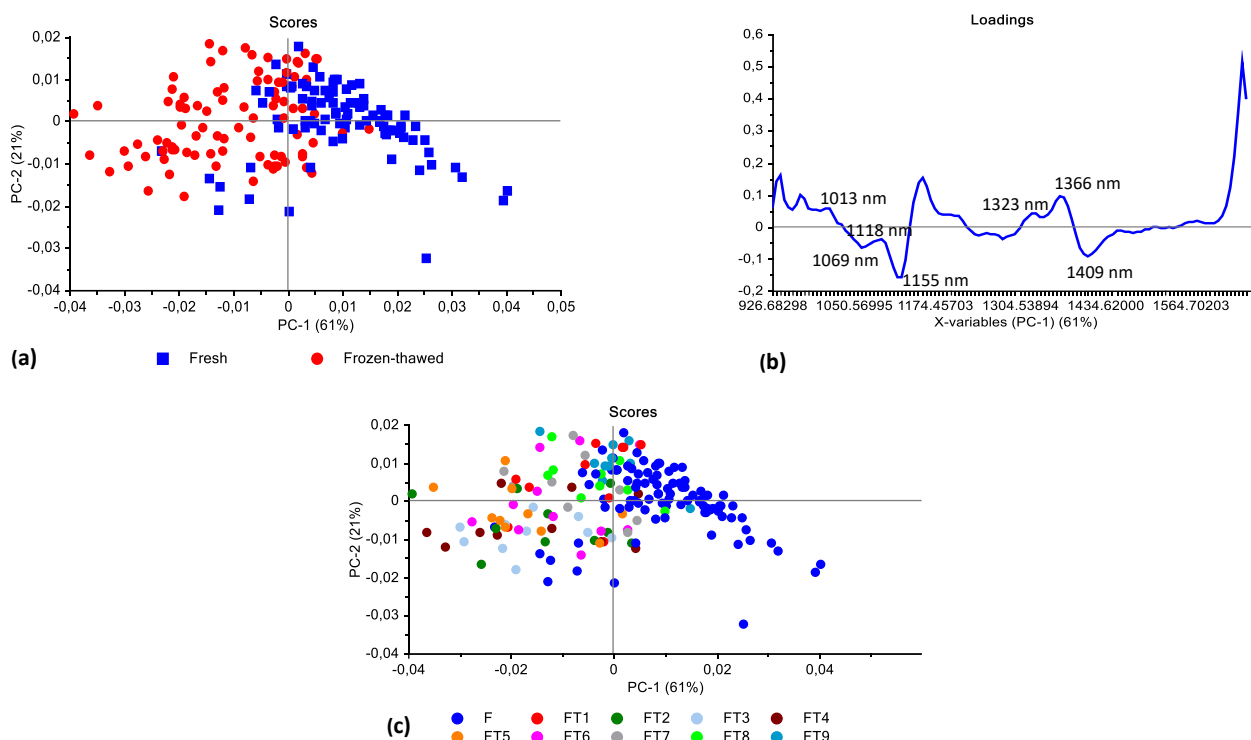 Scores
0,02
0,01
0
-0,01
-0,02
-0,03
-0,04
PC-2 (21%)
-0,04 -0,03 -0,02 -0,01 0 0,01 0,02 0,03 0,04 0,05
PC-1 (61%)
(a) Fresh Frozen-thawed
Loadings
0,6
0,5
0,4
0,3
0,2
0,1
0
-0,1
-0,2
1013 nm
1118 nm
1069 nm
1155 nm
1323 nm
1366 nm
1409 nm
926.68298 1050.56995 1174.45703 1304.53894 1434.62000 1564.70203
X-variables (PC-1) (61%)
(b)
Scores
0,02
0,01
0
-0,01
-0,02
-0,03
-0,04
PC-2 (21%)
-0,04 -0,02 0 0,02 0,04
PC-1 (61%)
(c) F FT1 FT2 FT3 FT4
FT5 FT6 FT7 FT8 FT9